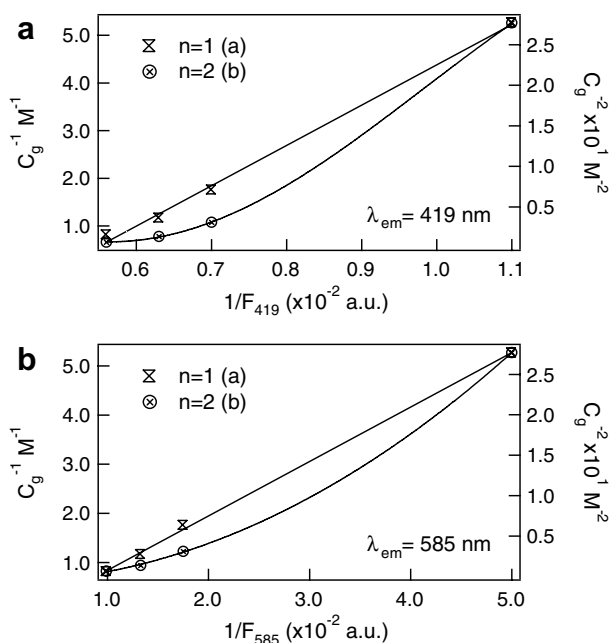 a
n=1 (a)
n=2 (b)
5.0
4.0
3.0
2.0
1.0
C_g^-1 M^-1
2.5
2.0
1.5
1.0
0.5
C_g^-2 x10^1 M^-2
λ_em= 419 nm
0.6 0.7 0.8 0.9 1.0 1.1
1/F_419 (x10^-2 a.u.)
b
n=1 (a)
n=2 (b)
5.0
4.0
3.0
2.0
1.0
C_g^-1 M^-1
2.5
2.0
1.5
1.0
0.5
C_g^-2 x10^1 M^-2
λ_em= 585 nm
1.0 2.0 3.0 4.0 5.0
1/F_585 (x10^-2 a.u.)